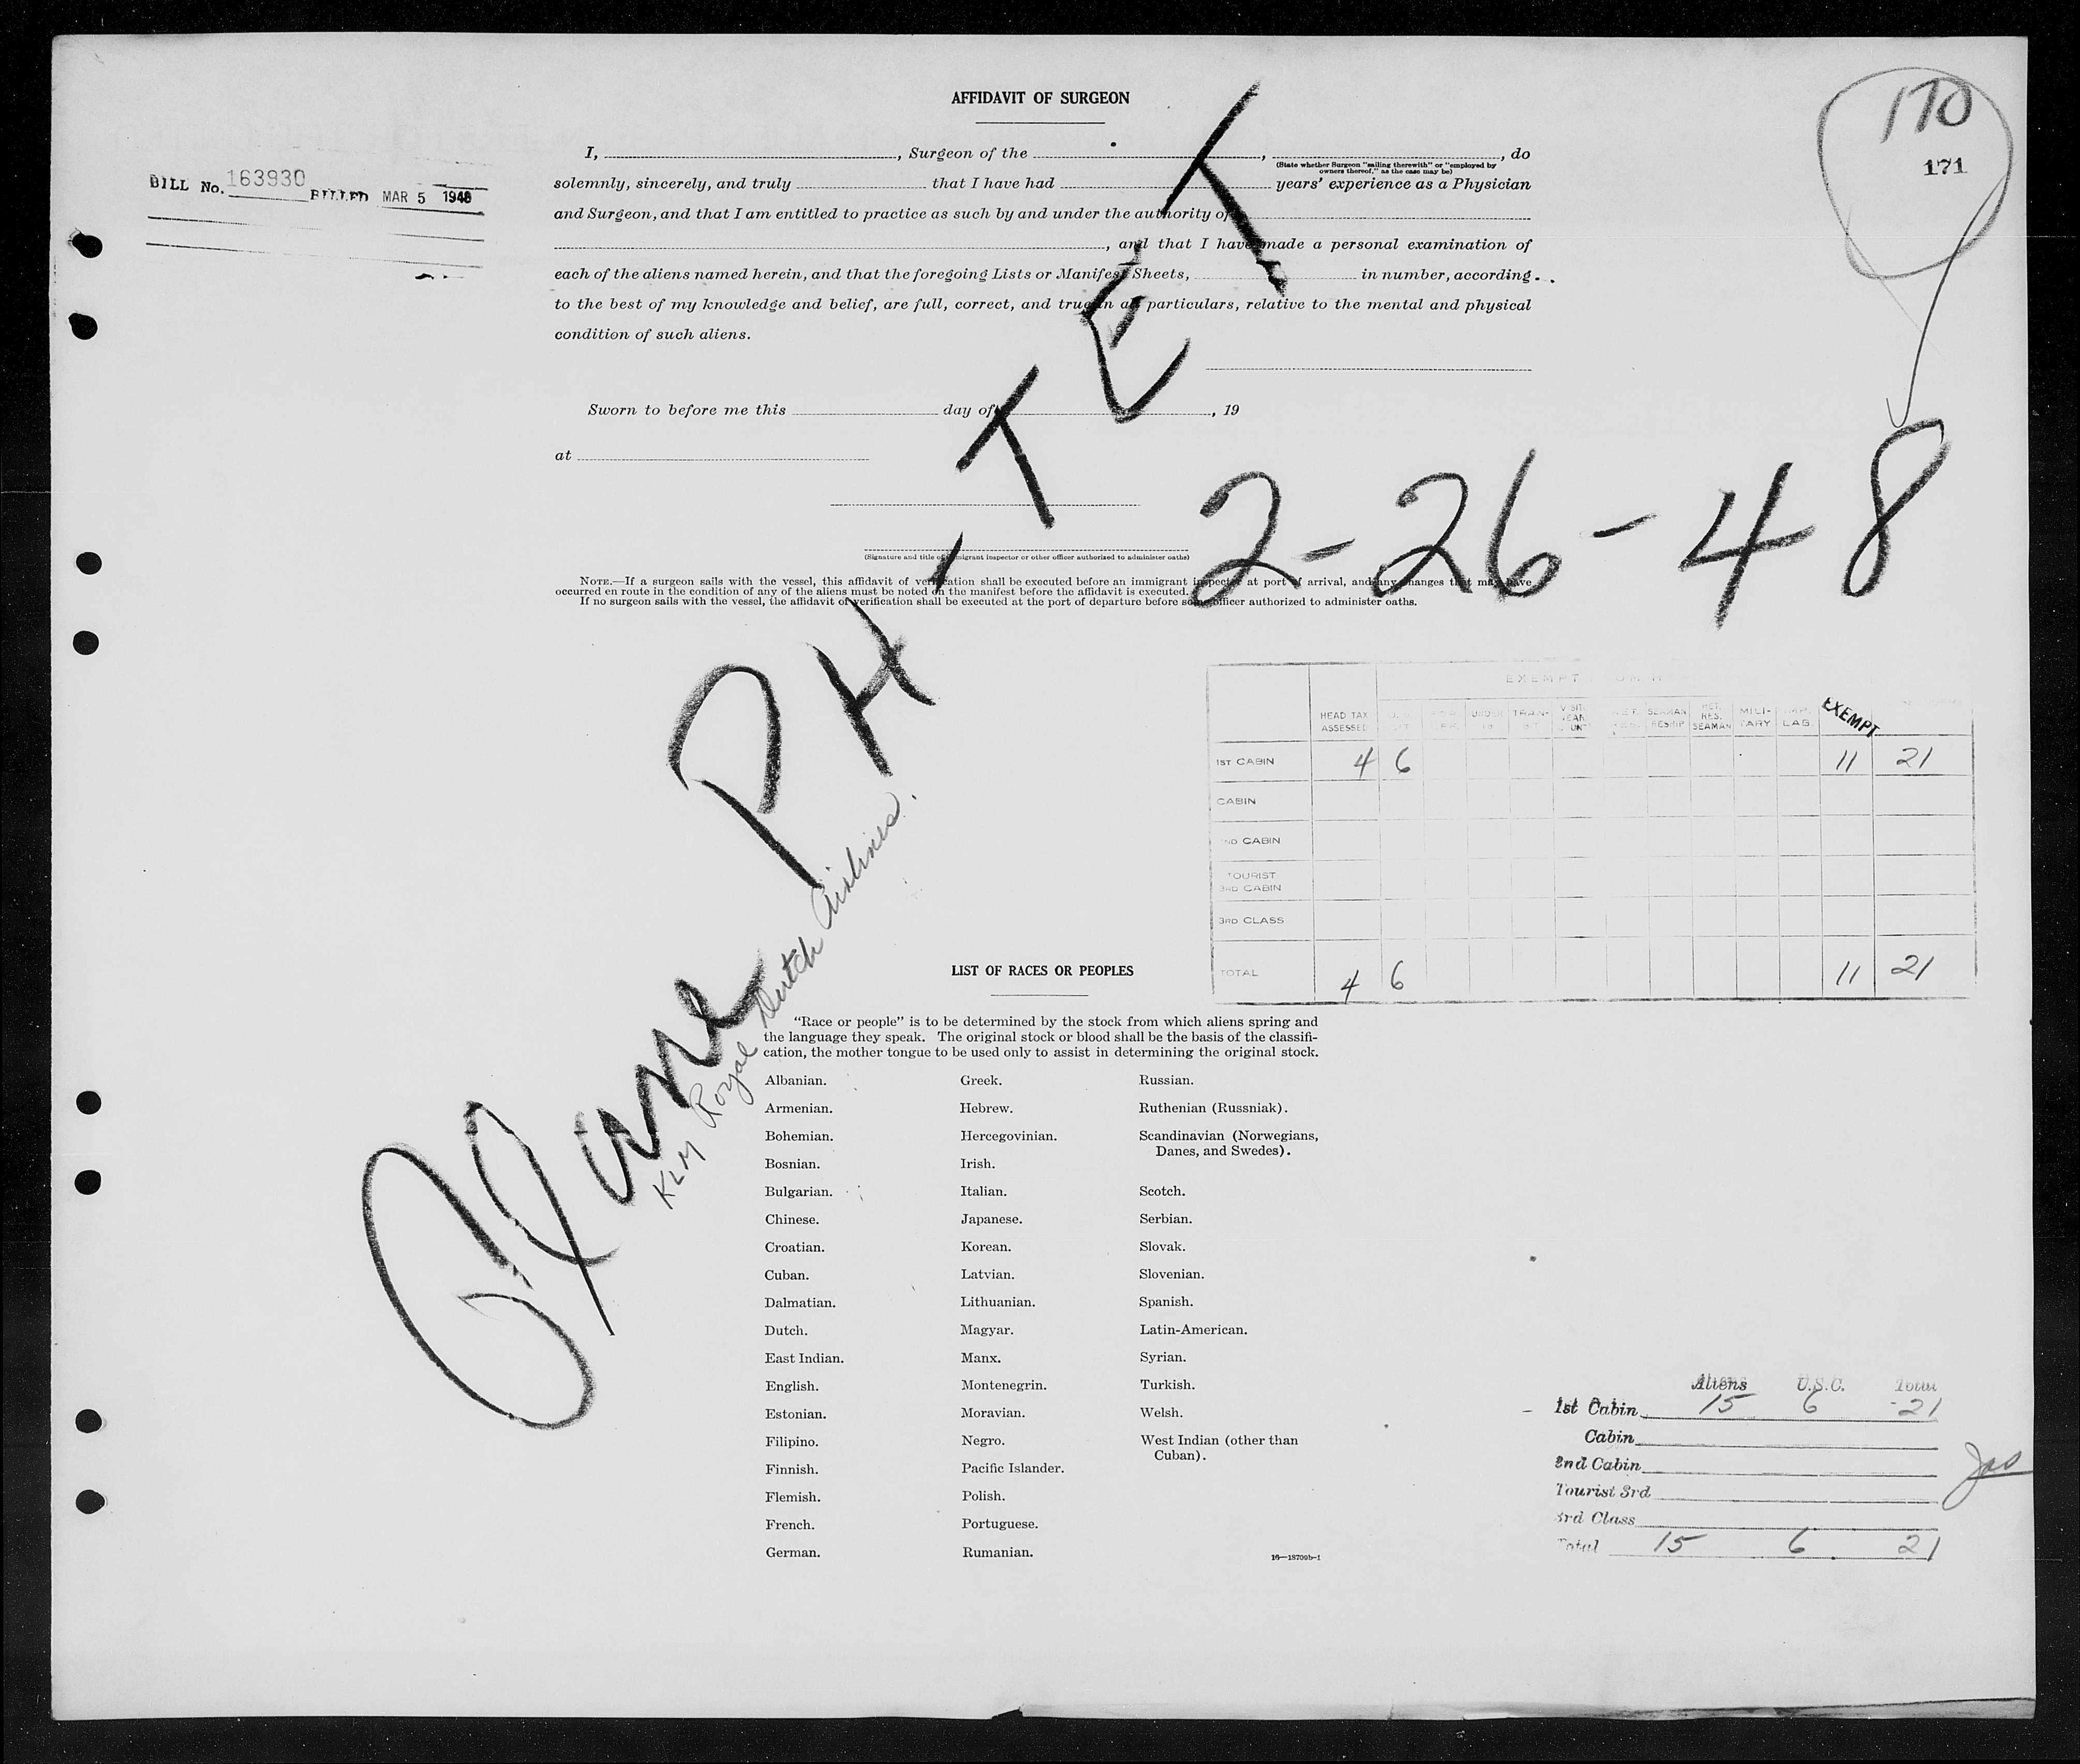 AFFIDAVIT OF SURGEON
170
171
BILL No. 163930 BILLED MAR 5 1948
I, , Surgeon of the , , do
(State whether Surgeon "sailing therewith" or "employed by
owners thereof," as the case may be)
solemnly, sincerely, and truly that I have had years' experience as a Physician
and Surgeon, and that I am entitled to practice as such by and under the authority of
, and that I have made a personal examination of
each of the aliens named herein, and that the foregoing Lists or Manifest Sheets, in number, according
to the best of my knowledge and belief, are full, correct, and true in all particulars, relative to the mental and physical
condition of such aliens.
Sworn to before me this day of , 19
at
(Signature and title of immigrant inspector or other officer authorized to administer oaths)
NOTE.—If a surgeon sails with the vessel, this affidavit of verification shall be executed before an immigrant inspector at port of arrival, and any changes that may have
occurred en route in the condition of any of the aliens must be noted on the manifest before the affidavit is executed.
If no surgeon sails with the vessel, the affidavit of verification shall be executed at the port of departure before some officer authorized to administer oaths.
Plane PH-TET
2-26-48
KLM Royal Dutch Airlines.
HEAD TAX
ASSESSED
UNDER
16
TRAN-
SIT
SEAMAN
RESHIP
RET.
RES.
SEAMAN
MILI-
TARY
LAB
EXEMPT
1ST CABIN 4 6 11 21
CABIN
2ND CABIN
TOURIST
3RD CABIN
3RD CLASS
TOTAL 4 6 11 21
LIST OF RACES OR PEOPLES
"Race or people" is to be determined by the stock from which aliens spring and
the language they speak. The original stock or blood shall be the basis of the classifi-
cation, the mother tongue to be used only to assist in determining the original stock.
Albanian.
Armenian.
Bohemian.
Bosnian.
Bulgarian.
Chinese.
Croatian.
Cuban.
Dalmatian.
Dutch.
East Indian.
English.
Estonian.
Filipino.
Finnish.
Flemish.
French.
German.
Greek.
Hebrew.
Hercegovinian.
Irish.
Italian.
Japanese.
Korean.
Latvian.
Lithuanian.
Magyar.
Manx.
Montenegrin.
Moravian.
Negro.
Pacific Islander.
Polish.
Portuguese.
Rumanian.
Russian.
Ruthenian (Russniak).
Scandinavian (Norwegians,
Danes, and Swedes).
Scotch.
Serbian.
Slovak.
Slovenian.
Spanish.
Latin-American.
Syrian.
Turkish.
Welsh.
West Indian (other than
Cuban).
16—18709b-1
Aliens U.S.C. Total
1st Cabin 15 6 21
Cabin
2nd Cabin
Tourist 3rd
3rd Class
Total 15 6 21